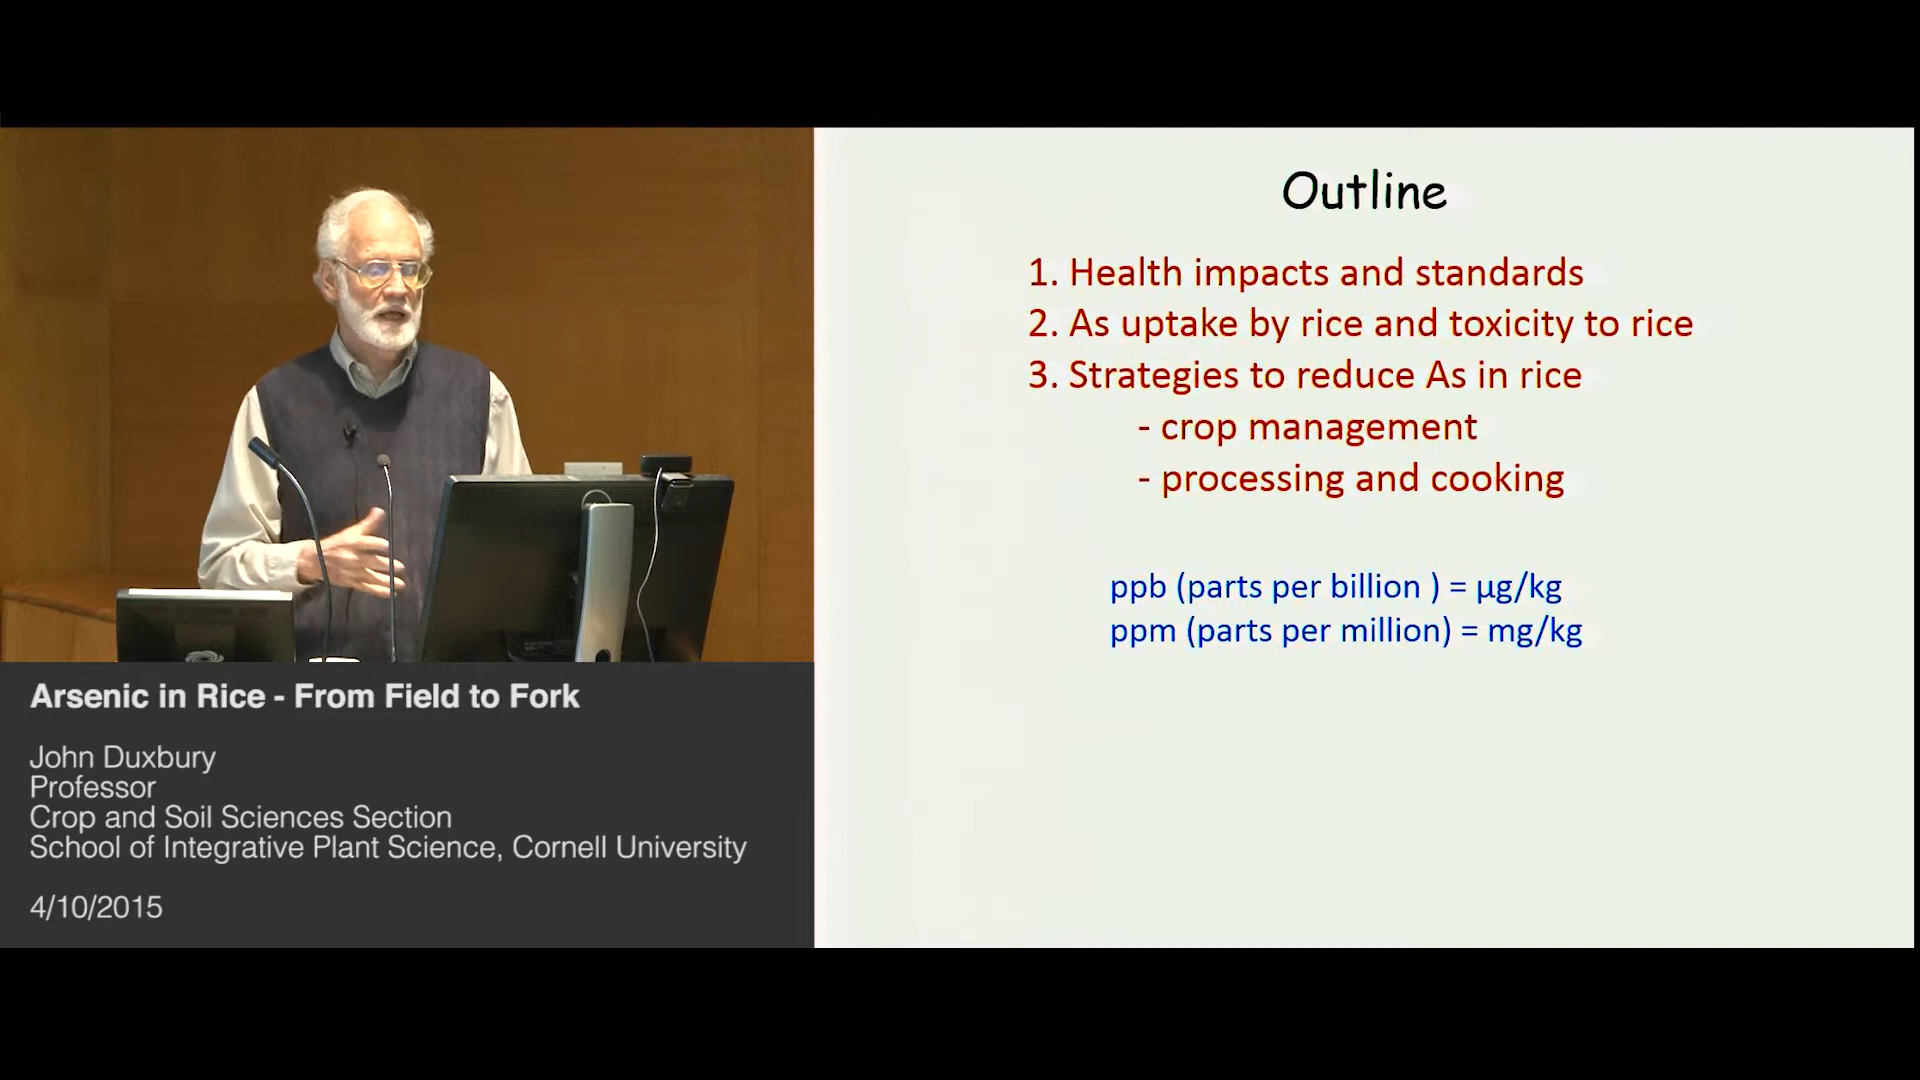 Outline
1. Health impacts and standards
2. As uptake by rice and toxicity to rice
3. Strategies to reduce As in rice
- crop management
- processing and cooking
ppb (parts per billion ) = µg/kg
ppm (parts per million) = mg/kg
Arsenic in Rice - From Field to Fork
John Duxbury
Professor
Crop and Soil Sciences Section
School of Integrative Plant Science, Cornell University
4/10/2015